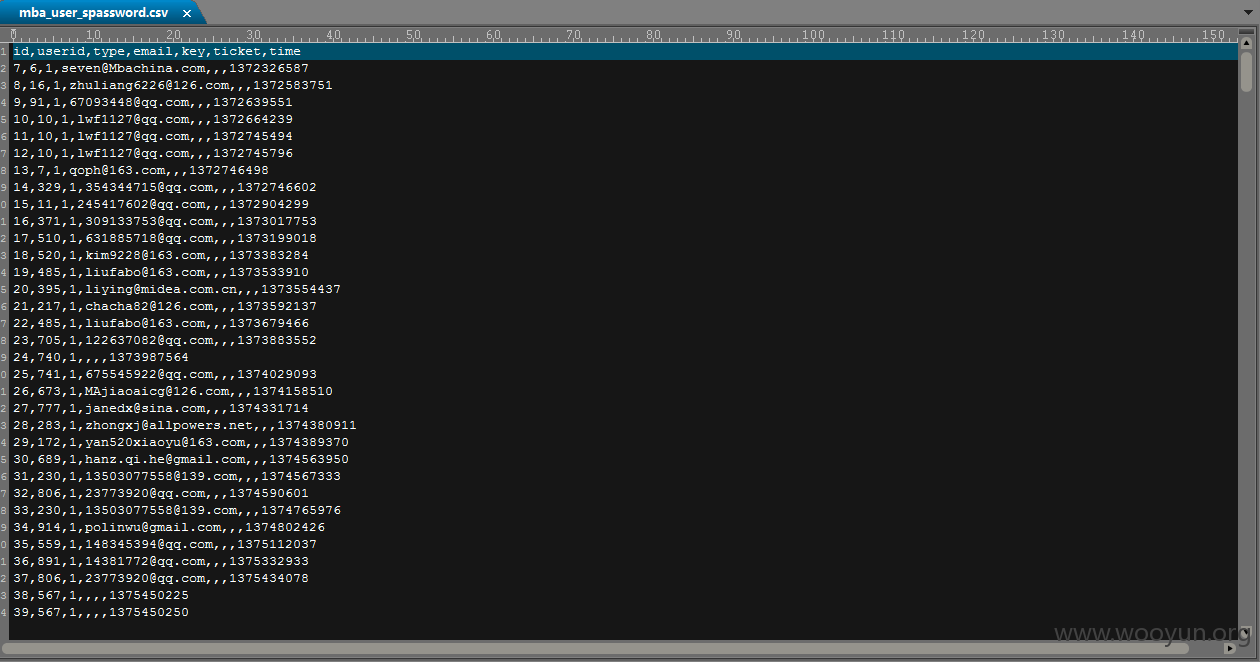 mba_user_spassword.csv ×
0 10 20 30 40 50 60 70 80 90 100 110 120 130 140 150
1 id,userid,type,email,key,ticket,time
2 7,6,1,seven@Mbachina.com,,,1372326587
3 8,16,1,zhuliang6226@126.com,,,1372583751
4 9,91,1,67093448@qq.com,,,1372639551
5 10,10,1,lwf1127@qq.com,,,1372664239
6 11,10,1,lwf1127@qq.com,,,1372745494
7 12,10,1,lwf1127@qq.com,,,1372745796
8 13,7,1,qoph@163.com,,,1372746498
9 14,329,1,354344715@qq.com,,,1372746602
0 15,11,1,245417602@qq.com,,,1372904299
1 16,371,1,309133753@qq.com,,,1373017753
2 17,510,1,631885718@qq.com,,,1373199018
3 18,520,1,kim9228@163.com,,,1373383284
4 19,485,1,liufabo@163.com,,,1373533910
5 20,395,1,liying@midea.com.cn,,,1373554437
6 21,217,1,chacha82@126.com,,,1373592137
7 22,485,1,liufabo@163.com,,,1373679466
8 23,705,1,122637082@qq.com,,,1373883552
9 24,740,1,,,,1373987564
0 25,741,1,675545922@qq.com,,,1374029093
1 26,673,1,MAjiaoaicg@126.com,,,1374158510
2 27,777,1,janedx@sina.com,,,1374331714
3 28,283,1,zhongxj@allpowers.net,,,1374380911
4 29,172,1,yan520xiaoyu@163.com,,,1374389370
5 30,689,1,hanz.qi.he@gmail.com,,,1374563950
6 31,230,1,13503077558@139.com,,,1374567333
7 32,806,1,23773920@qq.com,,,1374590601
8 33,230,1,13503077558@139.com,,,1374765976
9 34,914,1,polinwu@gmail.com,,,1374802426
0 35,559,1,148345394@qq.com,,,1375112037
1 36,891,1,14381772@qq.com,,,1375332933
2 37,806,1,23773920@qq.com,,,1375434078
3 38,567,1,,,,1375450225
4 39,567,1,,,,1375450250
www.wooyun.org